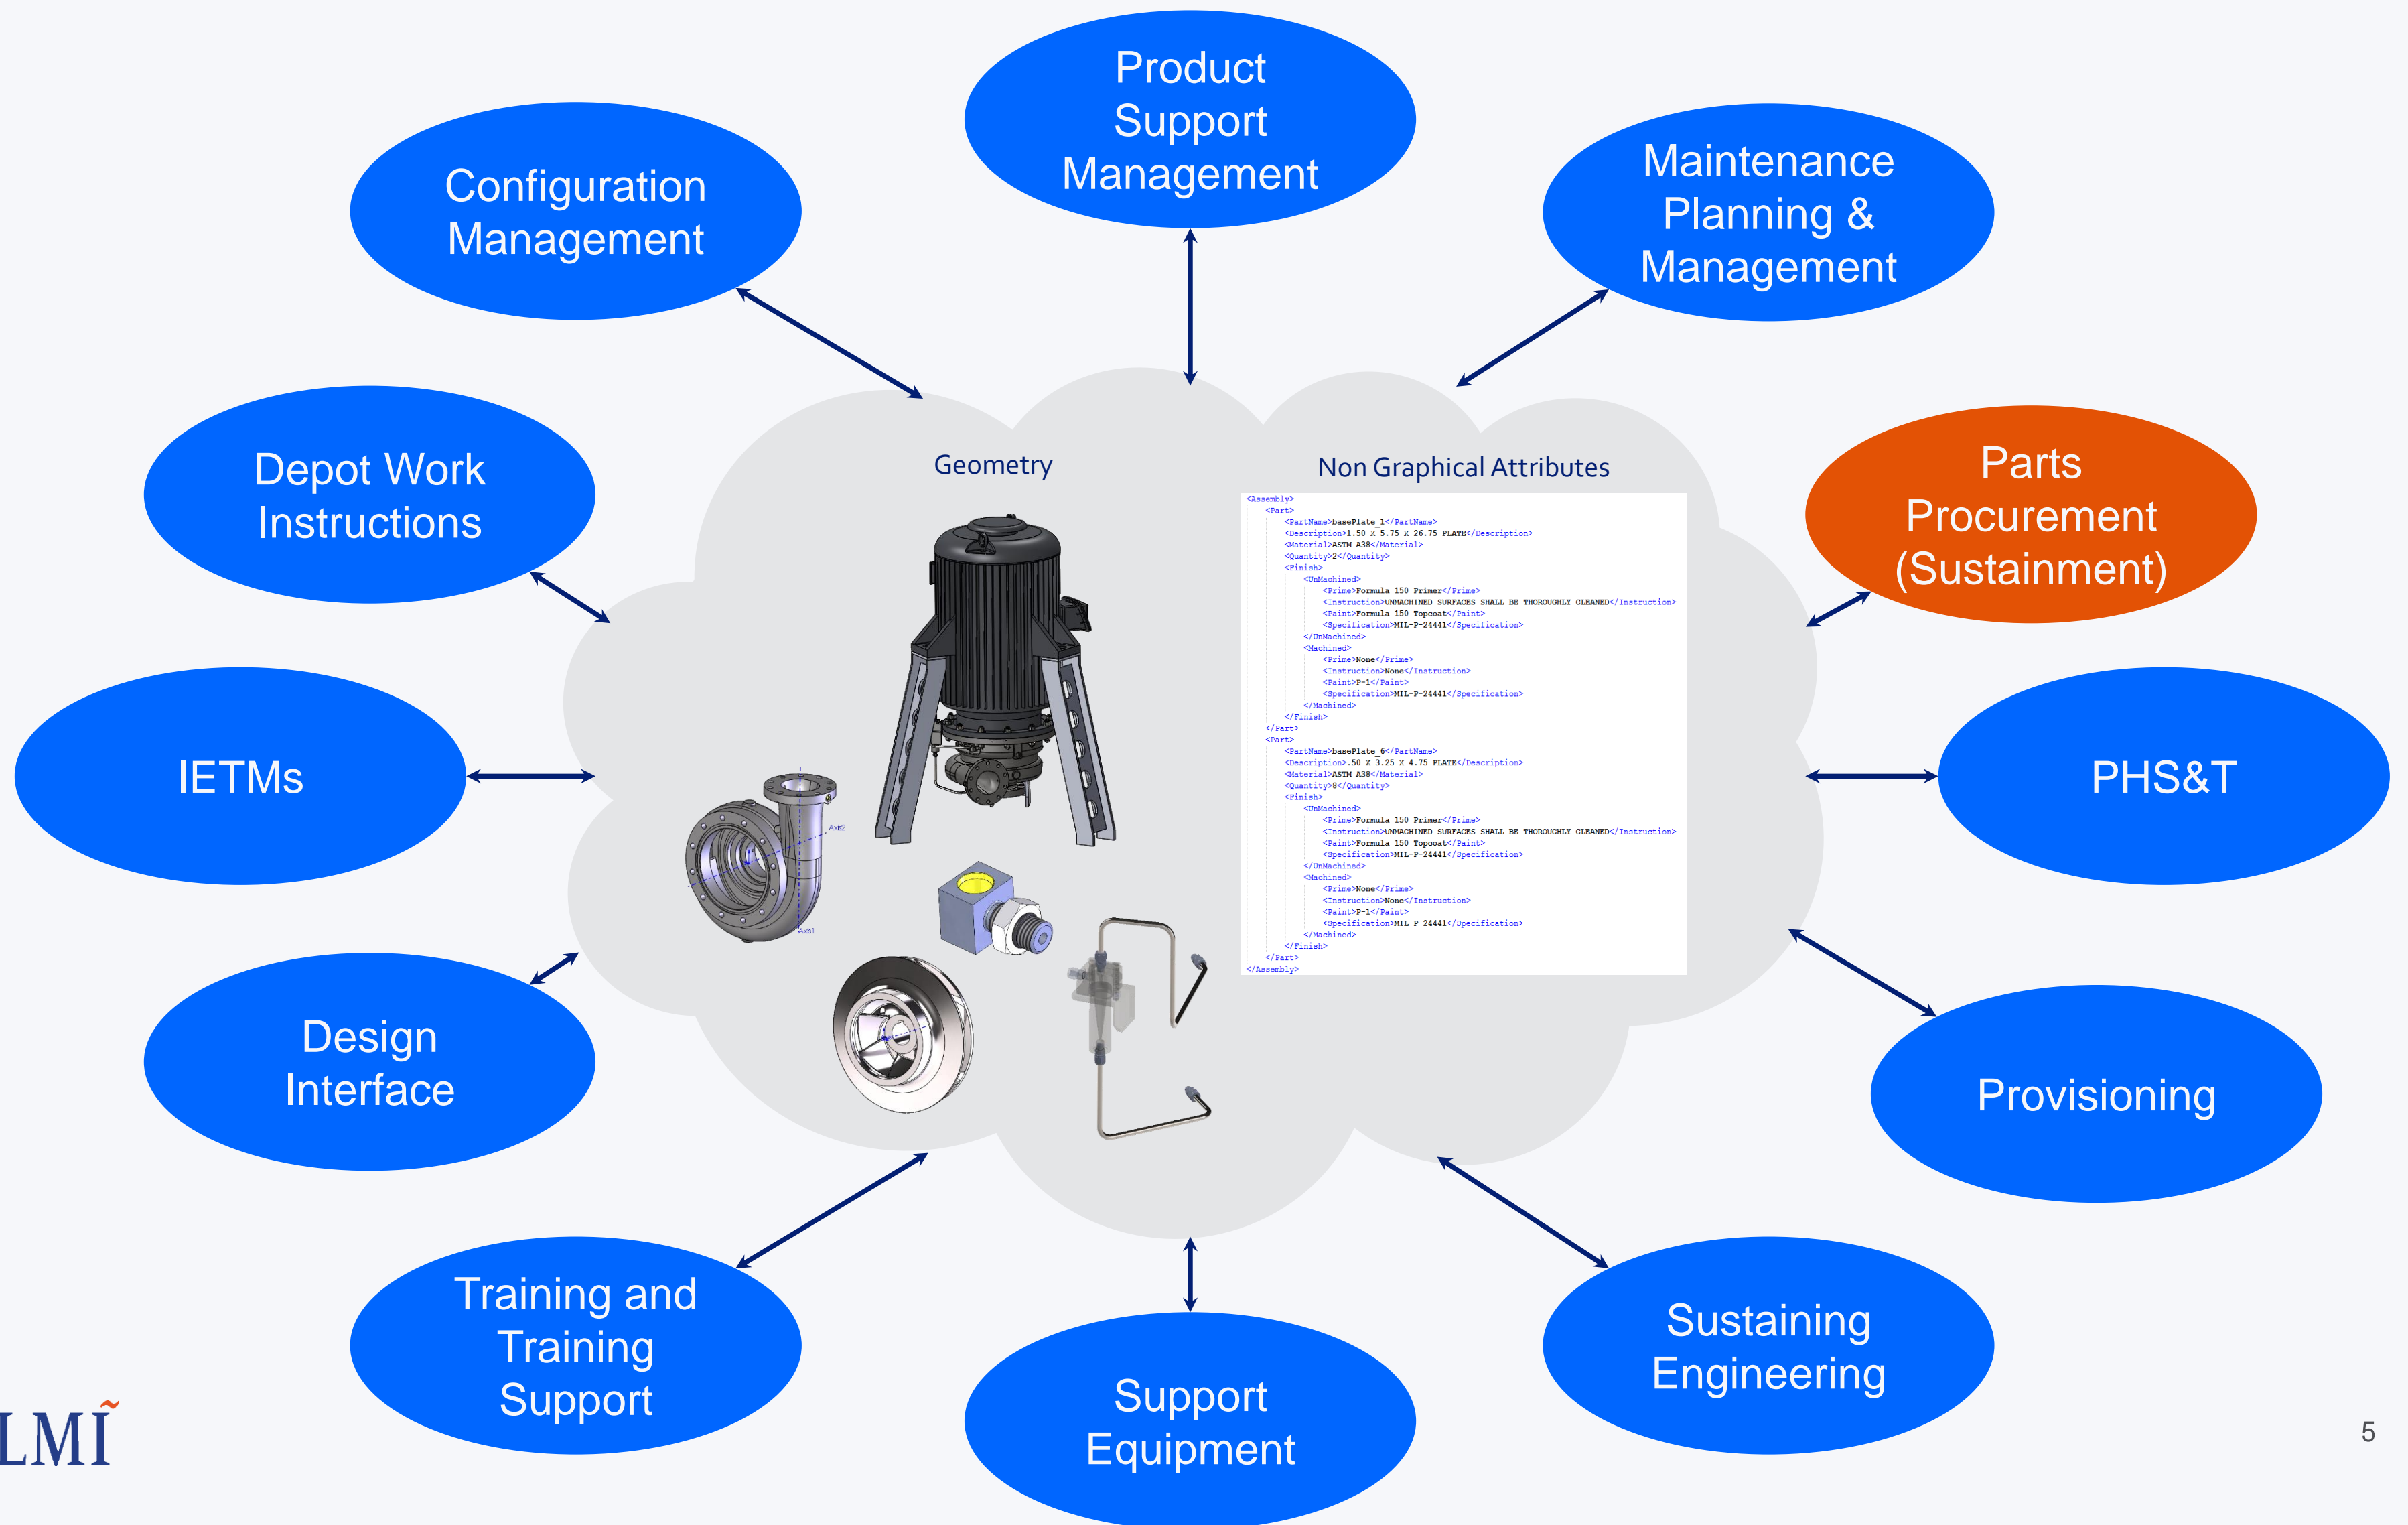 Product
Support
Management
Configuration
Management
Maintenance
Planning &
Management
Depot Work
Instructions
Parts
Procurement
(Sustainment)
IETMs
PHS&T
Design
Interface
Provisioning
Training and
Training
Support
Support
Equipment
Sustaining
Engineering
Geometry
Axis2
Axis1
Non Graphical Attributes
<Assembly>
<Part>
<PartName>basePlate_1</PartName>
<Description>1.50 X 5.75 X 26.75 PLATE</Description>
<Material>ASTM A38</Material>
<Quantity>2</Quantity>
<Finish>
<UnMachined>
<Prime>Formula 150 Primer</Prime>
<Instruction>UNMACHINED SURFACES SHALL BE THOROUGHLY CLEANED</Instruction>
<Paint>Formula 150 Topcoat</Paint>
<Specification>MIL-P-24441</Specification>
</UnMachined>
<Machined>
<Prime>None</Prime>
<Instruction>None</Instruction>
<Paint>P-1</Paint>
<Specification>MIL-P-24441</Specification>
</Machined>
</Finish>
</Part>
<Part>
<PartName>basePlate_6</PartName>
<Description>.50 X 3.25 X 4.75 PLATE</Description>
<Material>ASTM A38</Material>
<Quantity>8</Quantity>
<Finish>
<UnMachined>
<Prime>Formula 150 Primer</Prime>
<Instruction>UNMACHINED SURFACES SHALL BE THOROUGHLY CLEANED</Instruction>
<Paint>Formula 150 Topcoat</Paint>
<Specification>MIL-P-24441</Specification>
</UnMachined>
<Machined>
<Prime>None</Prime>
<Instruction>None</Instruction>
<Paint>P-1</Paint>
<Specification>MIL-P-24441</Specification>
</Machined>
</Finish>
</Part>
</Assembly>
LMI
5